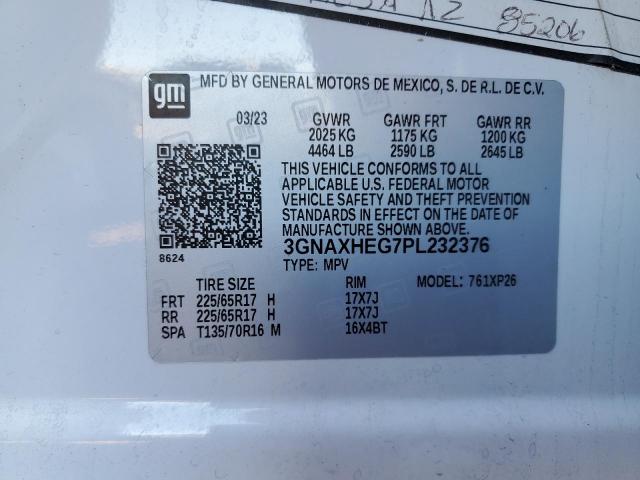 AZ 85206
gm
MFD BY GENERAL MOTORS DE MEXICO, S. DE R.L. DE C.V.
03/23 GVWR GAWR FRT GAWR RR
2025 KG 1175 KG 1200 KG
4464 LB 2590 LB 2645 LB
THIS VEHICLE CONFORMS TO ALL
APPLICABLE U.S. FEDERAL MOTOR
VEHICLE SAFETY AND THEFT PREVENTION
STANDARDS IN EFFECT ON THE DATE OF
MANUFACTURE SHOWN ABOVE.
8624
3GNAXHEG7PL232376
TYPE: MPV MODEL: 761XP26
TIRE SIZE RIM
FRT 225/65R17 H 17X7J
RR 225/65R17 H 17X7J
SPA T135/70R16 M 16X4BT